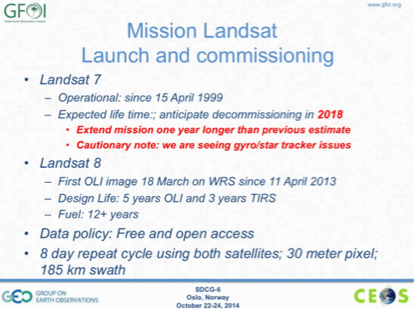 GFOI
www.gfoi.org
Mission Landsat
Launch and commissioning
• Landsat 7
– Operational: since 15 April 1999
– Expected life time:; anticipate decommissioning in 2018
• Extend mission one year longer than previous estimate
• Cautionary note: we are seeing gyro/star tracker issues
• Landsat 8
– First OLI image 18 March on WRS since 11 April 2013
– Design Life: 5 years OLI and 3 years TIRS
– Fuel: 12+ years
• Data policy: Free and open access
• 8 day repeat cycle using both satellites; 30 meter pixel;
185 km swath
GEO GROUP ON
EARTH OBSERVATIONS
SDCG-6
Oslo, Norway
October 22-24, 2014
CEOS